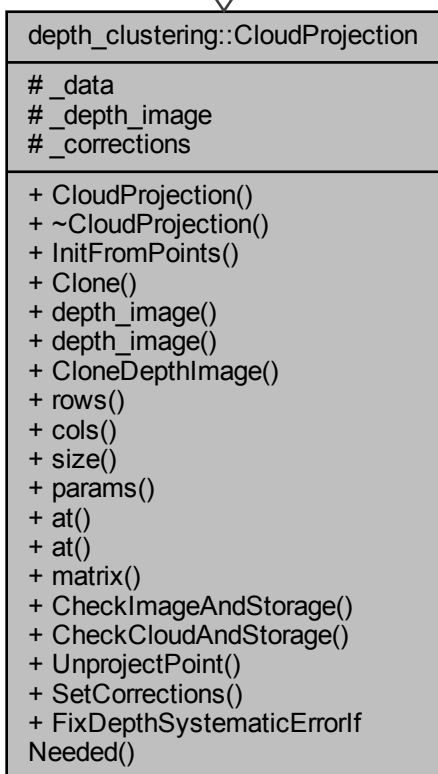 depth_clustering::CloudProjection
# _data
# _depth_image
# _corrections
+ CloudProjection()
+ ~CloudProjection()
+ InitFromPoints()
+ Clone()
+ depth_image()
+ depth_image()
+ CloneDepthImage()
+ rows()
+ cols()
+ size()
+ params()
+ at()
+ at()
+ matrix()
+ CheckImageAndStorage()
+ CheckCloudAndStorage()
+ UnprojectPoint()
+ SetCorrections()
+ FixDepthSystematicErrorIf
Needed()